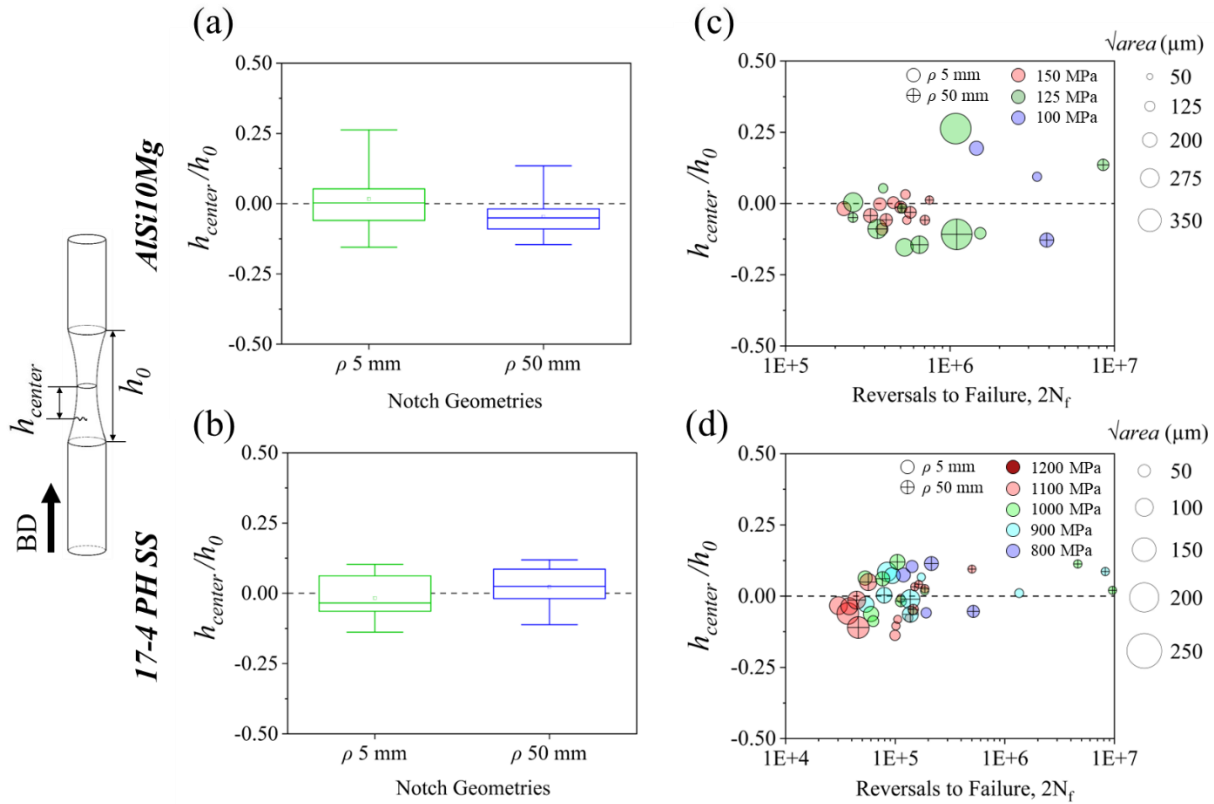 (a)
AlSi10Mg
h_center/h_0
0.50
0.25
0.00
-0.25
-0.50
ρ 5 mm
ρ 50 mm
Notch Geometries
(c)
h_center/h_0
0.50
0.25
0.00
-0.25
-0.50
ρ 5 mm
ρ 50 mm
150 MPa
125 MPa
100 MPa
1E+5
1E+6
1E+7
Reversals to Failure, 2N_f
√area (µm)
50
125
200
275
350
h_center
h_0
BD
(b)
17-4 PH SS
h_center/h_0
0.50
0.25
0.00
-0.25
-0.50
ρ 5 mm
ρ 50 mm
Notch Geometries
(d)
h_center/h_0
0.50
0.25
0.00
-0.25
-0.50
ρ 5 mm
ρ 50 mm
1200 MPa
1100 MPa
1000 MPa
900 MPa
800 MPa
1E+4
1E+5
1E+6
1E+7
Reversals to Failure, 2N_f
√area (µm)
50
100
150
200
250